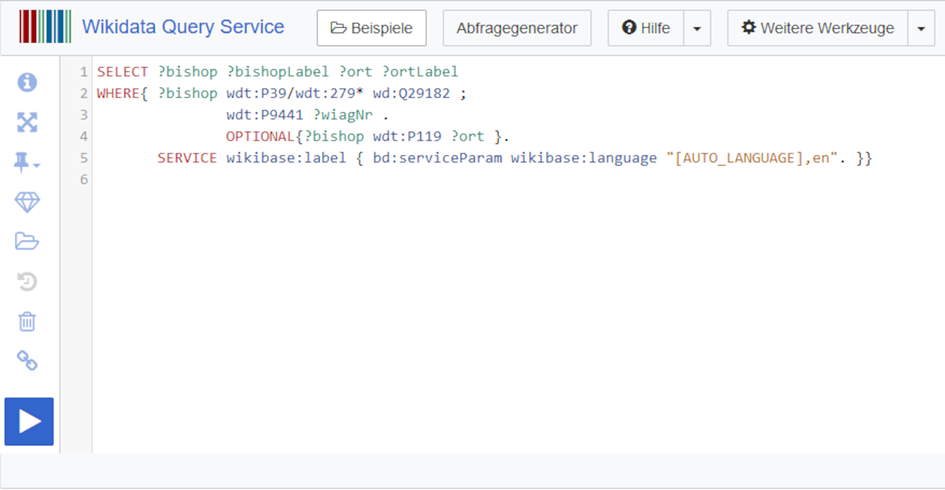 Wikidata Query Service Beispiele Abfragegenerator Hilfe Weitere Werkzeuge
1 SELECT ?bishop ?bishopLabel ?ort ?ortLabel
2 WHERE{ ?bishop wdt:P39/wdt:279* wd:Q29182 ;
3 wdt:P9441 ?wiagNr .
4 OPTIONAL{?bishop wdt:P119 ?ort }.
5 SERVICE wikibase:label { bd:serviceParam wikibase:language "[AUTO_LANGUAGE],en". }}
6